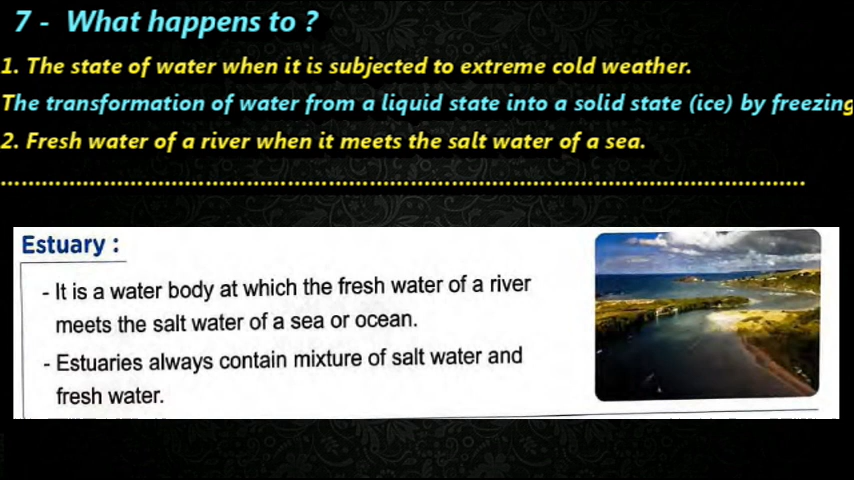 7 - What happens to ?
1. The state of water when it is subjected to extreme cold weather.
The transformation of water from a liquid state into a solid state (ice) by freezing
2. Fresh water of a river when it meets the salt water of a sea.
................................................................................................................................................
Estuary :
- It is a water body at which the fresh water of a river
meets the salt water of a sea or ocean.
- Estuaries always contain mixture of salt water and
fresh water.